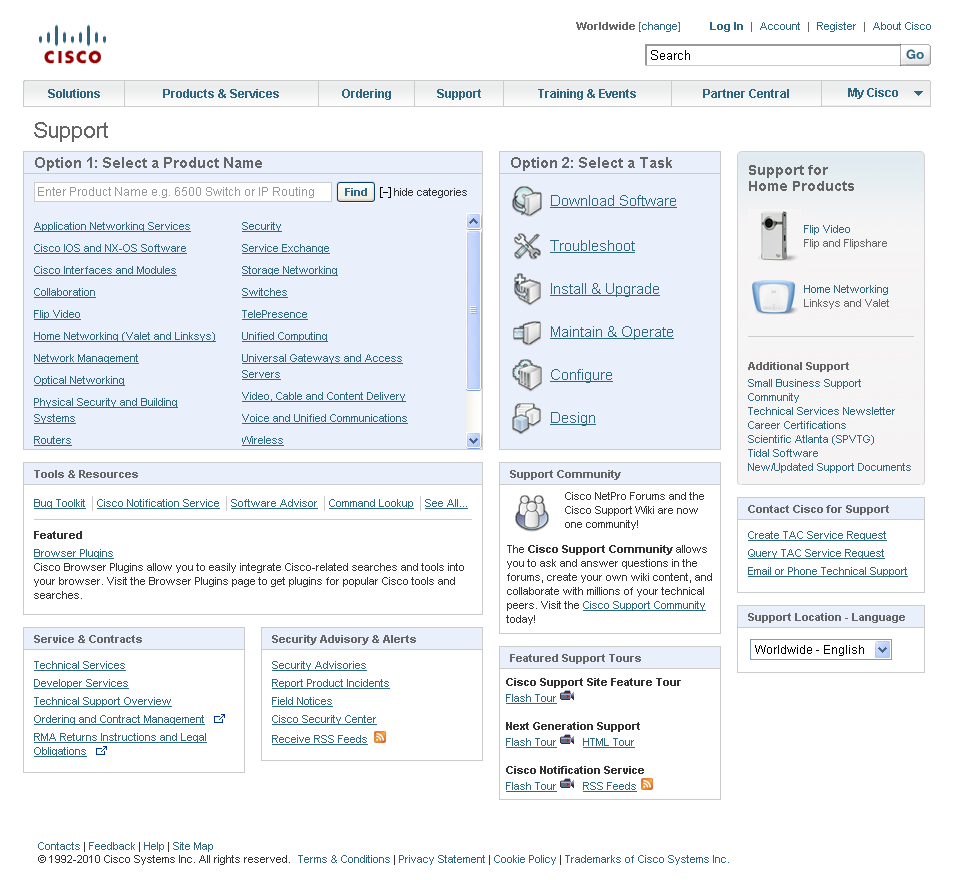 Worldwide [change] Log In | Account | Register | About Cisco
CISCO
Search Go
Solutions Products & Services Ordering Support Training & Events Partner Central My Cisco
Support
Option 1: Select a Product Name
Enter Product Name e.g. 6500 Switch or IP Routing Find [–] hide categories
Application Networking Services
Cisco IOS and NX-OS Software
Cisco Interfaces and Modules
Collaboration
Flip Video
Home Networking (Valet and Linksys)
Network Management
Optical Networking
Physical Security and Building
Systems
Routers
Security
Service Exchange
Storage Networking
Switches
TelePresence
Unified Computing
Universal Gateways and Access
Servers
Video, Cable and Content Delivery
Voice and Unified Communications
Wireless
Option 2: Select a Task
Download Software
Troubleshoot
Install & Upgrade
Maintain & Operate
Configure
Design
Support for
Home Products
Flip Video
Flip and Flipshare
Home Networking
Linksys and Valet
Additional Support
Small Business Support
Community
Technical Services Newsletter
Career Certifications
Scientific Atlanta (SPVTG)
Tidal Software
New/Updated Support Documents
Tools & Resources
Bug Toolkit Cisco Notification Service Software Advisor Command Lookup See All...
Featured
Browser Plugins
Cisco Browser Plugins allow you to easily integrate Cisco-related searches and tools into
your browser. Visit the Browser Plugins page to get plugins for popular Cisco tools and
searches.
Support Community
Cisco NetPro Forums and the
Cisco Support Wiki are now
one community!
The Cisco Support Community allows
you to ask and answer questions in the
forums, create your own wiki content, and
collaborate with millions of your technical
peers. Visit the Cisco Support Community
today!
Contact Cisco for Support
Create TAC Service Request
Query TAC Service Request
Email or Phone Technical Support
Support Location - Language
Worldwide - English
Service & Contracts
Technical Services
Developer Services
Technical Support Overview
Ordering and Contract Management
RMA Returns Instructions and Legal
Obligations
Security Advisory & Alerts
Security Advisories
Report Product Incidents
Field Notices
Cisco Security Center
Receive RSS Feeds
Featured Support Tours
Cisco Support Site Feature Tour
Flash Tour
Next Generation Support
Flash Tour HTML Tour
Cisco Notification Service
Flash Tour RSS Feeds
Contacts | Feedback | Help | Site Map
© 1992-2010 Cisco Systems Inc. All rights reserved. Terms & Conditions | Privacy Statement | Cookie Policy | Trademarks of Cisco Systems Inc.